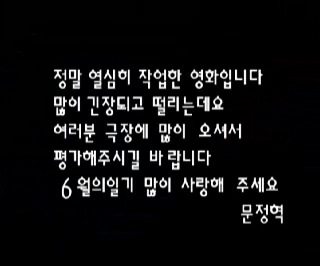 정말 열심히 작업한 영화입니다
많이 긴장되고 떨리는데요
여러분 극장에 많이 오셔서
평가해주시길 바랍니다
6월의일기 많이 사랑해 주세요
문정혁